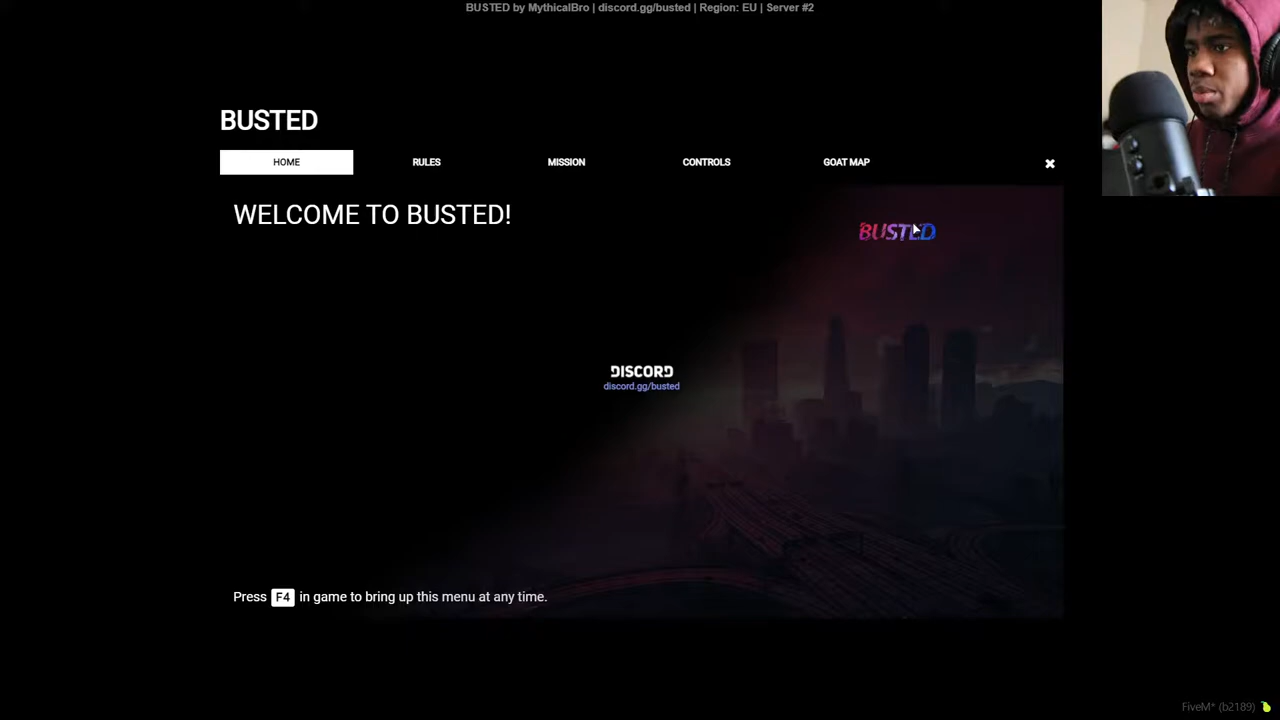 BUSTED by MythicalBro | discord.gg/busted | Region: EU | Server #2
BUSTED
HOME RULES MISSION CONTROLS GOAT MAP
WELCOME TO BUSTED!
BUSTED
DISCORD
discord.gg/busted
Press F4 in game to bring up this menu at any time.
FiveM* (b2189)